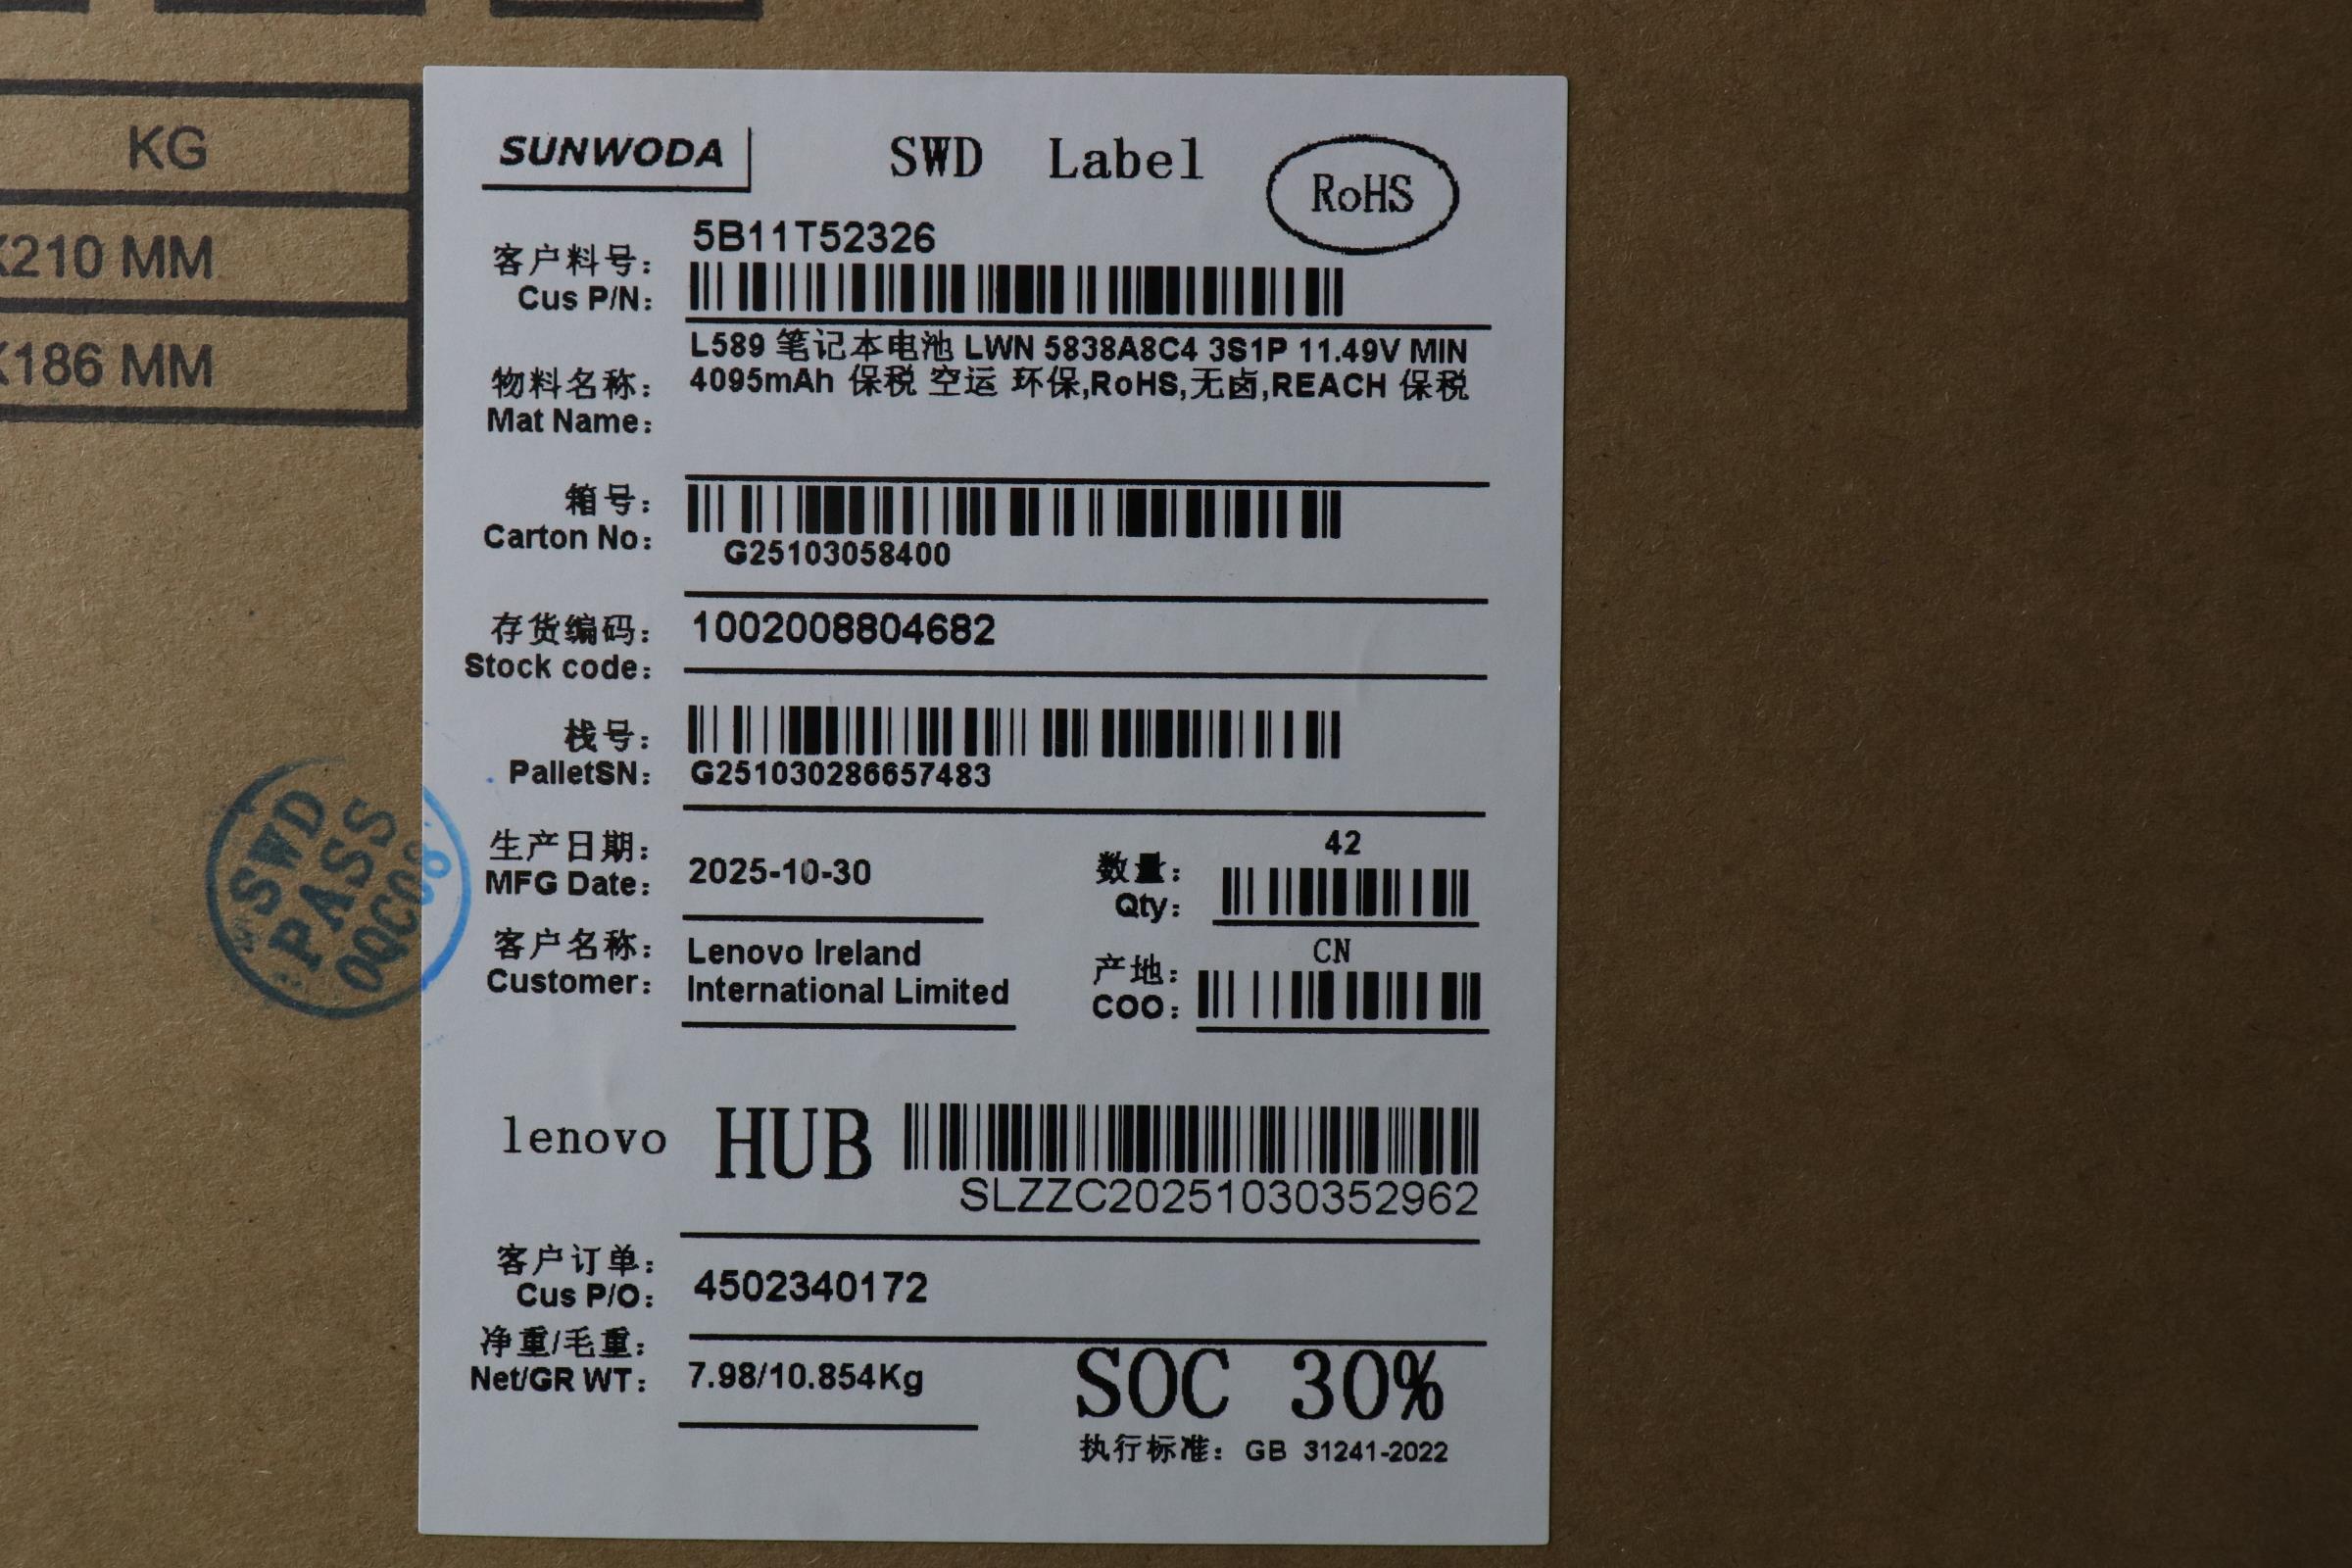 KG
X210 MM
X186 MM
SUNWODA
SWD Label
RoHS
5B11T52326
客户料号:
Cus P/N:
L589 笔记本电池 LWN 5838A8C4 3S1P 11.49V MIN
4095mAh 保税 空运 环保,RoHS,无卤,REACH 保税
物料名称:
Mat Name:
箱号:
Carton No:
G25103058400
存货编码:
Stock code:
1002008804682
栈号:
PalletSN:
G251030286657483
生产日期:
MFG Date:
2025-10-30
数量:
Qty:
42
客户名称:
Customer:
Lenovo Ireland
International Limited
产地:
COO:
CN
lenovo HUB
SLZZC20251030352962
客户订单:
Cus P/O:
4502340172
净重/毛重:
Net/GR WT:
7.98/10.854Kg
SOC 30%
执行标准: GB 31241-2022
SWD
PASS
OQC08